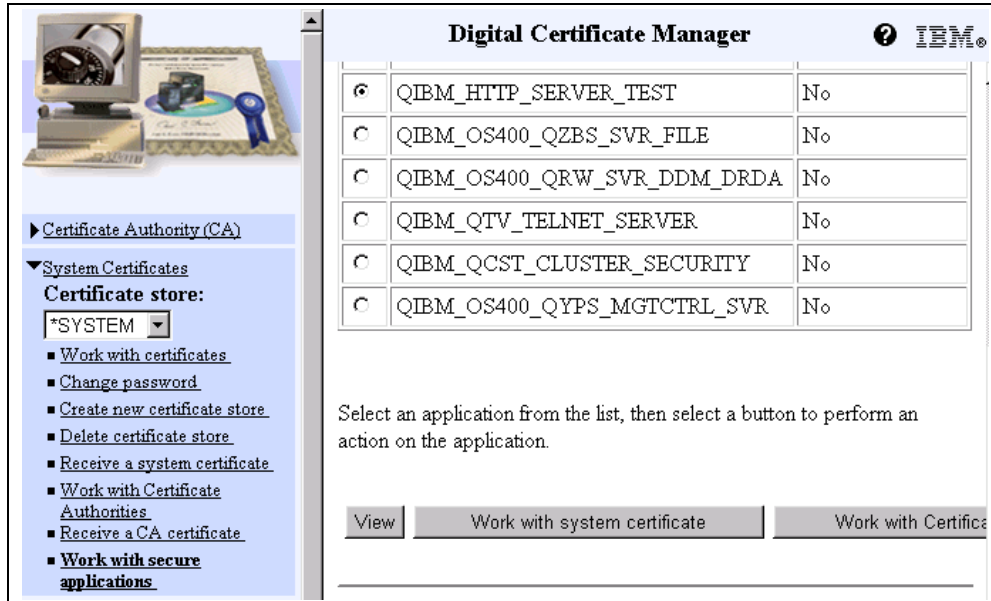 Digital Certificate Manager
IBM®
QIBM_HTTP_SERVER_TEST No
QIBM_OS400_QZBS_SVR_FILE No
QIBM_OS400_QRW_SVR_DDM_DRDA No
QIBM_QTV_TELNET_SERVER No
QIBM_QCST_CLUSTER_SECURITY No
QIBM_OS400_QYPS_MGTCTRL_SVR No
Select an application from the list, then select a button to perform an
action on the application.
View
Work with system certificate
Work with Certifica
Certificate Authority (CA)
System Certificates
Certificate store:
*SYSTEM
Work with certificates
Change password
Create new certificate store
Delete certificate store
Receive a system certificate
Work with Certificate
Authorities
Receive a CA certificate
Work with secure
applications